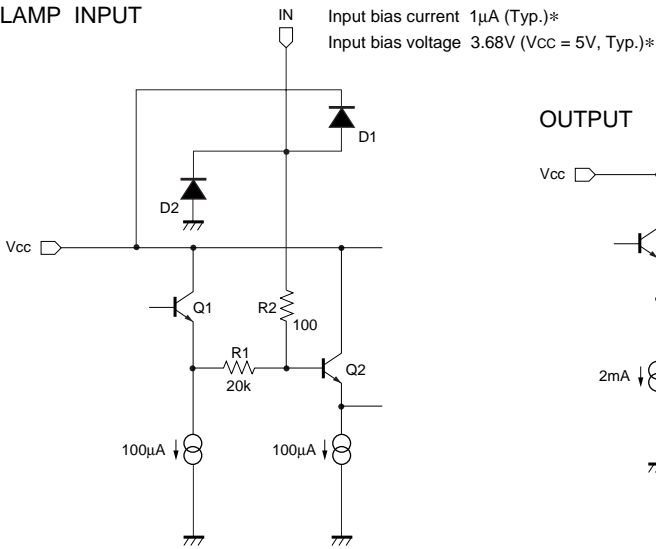 LAMP INPUT
IN
Input bias current 1µA (Typ.)*
Input bias voltage 3.68V (VCC = 5V, Typ.)*
D1
OUTPUT
Vcc
D2
Vcc
Q1
R2
100
R1
20k
Q2
2mA
100µA
100µA